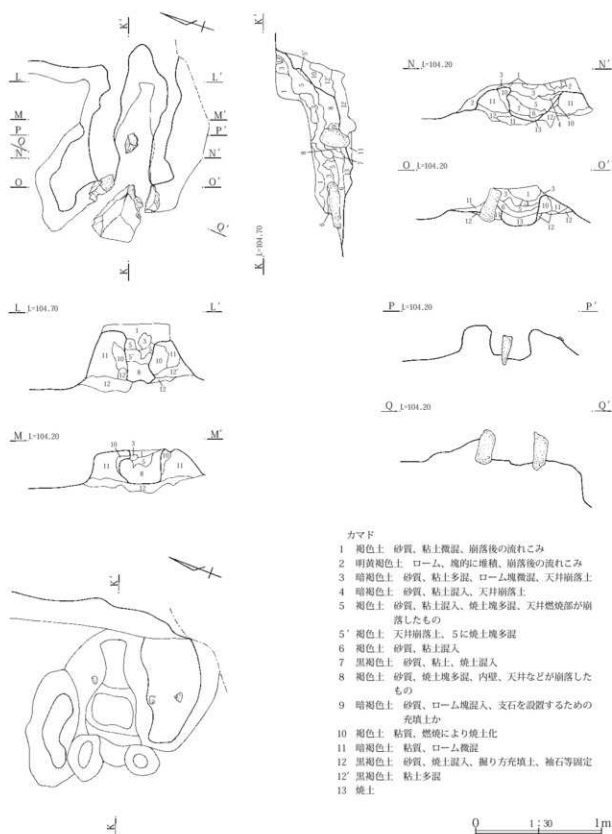 K′
L
L′
M
M′
P
P′
Q
N
N′
O
O′
Q′
K
K′
K L=104.70
N L=104.20 N′
O L=104.20 O′
L L=104.70 L′
P L=104.20 P′
M L=104.20 M′
Q L=104.20 Q′
カマド
1 褐色土 砂質、粘土微混、崩落後の流れこみ
2 明黄褐色土 ローム、塊的に堆積、崩落後の流れこみ
3 暗褐色土 砂質、粘土多混、ローム塊微混、天井崩落土
4 暗褐色土 砂質、粘土混入、天井崩落土
5 褐色土 砂質、粘土混入、焼土塊多混、天井燃焼部が崩
落したもの
5′ 褐色土 天井崩落土、5に焼土塊多混
6 褐色土 砂質、粘土混入
7 黒褐色土 砂質、粘土、焼土混入
8 褐色土 砂質、焼土塊多混、内壁、天井などが崩落した
もの
9 暗褐色土 砂質、ローム塊混入、支石を設置するための
充填土か
10 褐色土 粘質、燃焼により焼土化
11 暗褐色土 粘質、ローム微混
12 黒褐色土 砂質、焼土混入、掘り方充填土、袖石等固定
12′ 黒褐色土 粘土多混
13 焼土
K′
K
0 1:30 1m